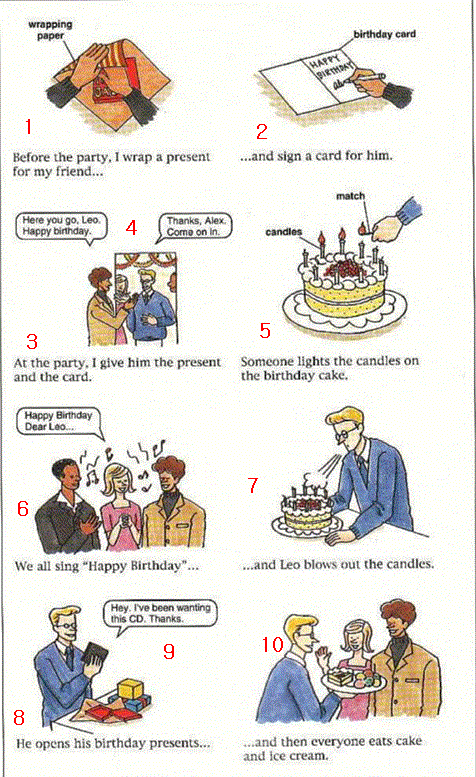 wrapping
paper
birthday card
HAPPY
BIRTHDAY
1
2
Before the party, I wrap a present
for my friend...
...and sign a card for him.
Here you go, Leo.
Happy birthday.
4
Thanks, Alex.
Come on in.
match
candles
3
5
At the party, I give him the present
and the card.
Someone lights the candles on
the birthday cake.
Happy Birthday
Dear Leo...
6
7
We all sing "Happy Birthday"...
...and Leo blows out the candles.
Hey. I've been wanting
this CD. Thanks.
8
9
10
He opens his birthday presents...
...and then everyone eats cake
and ice cream.